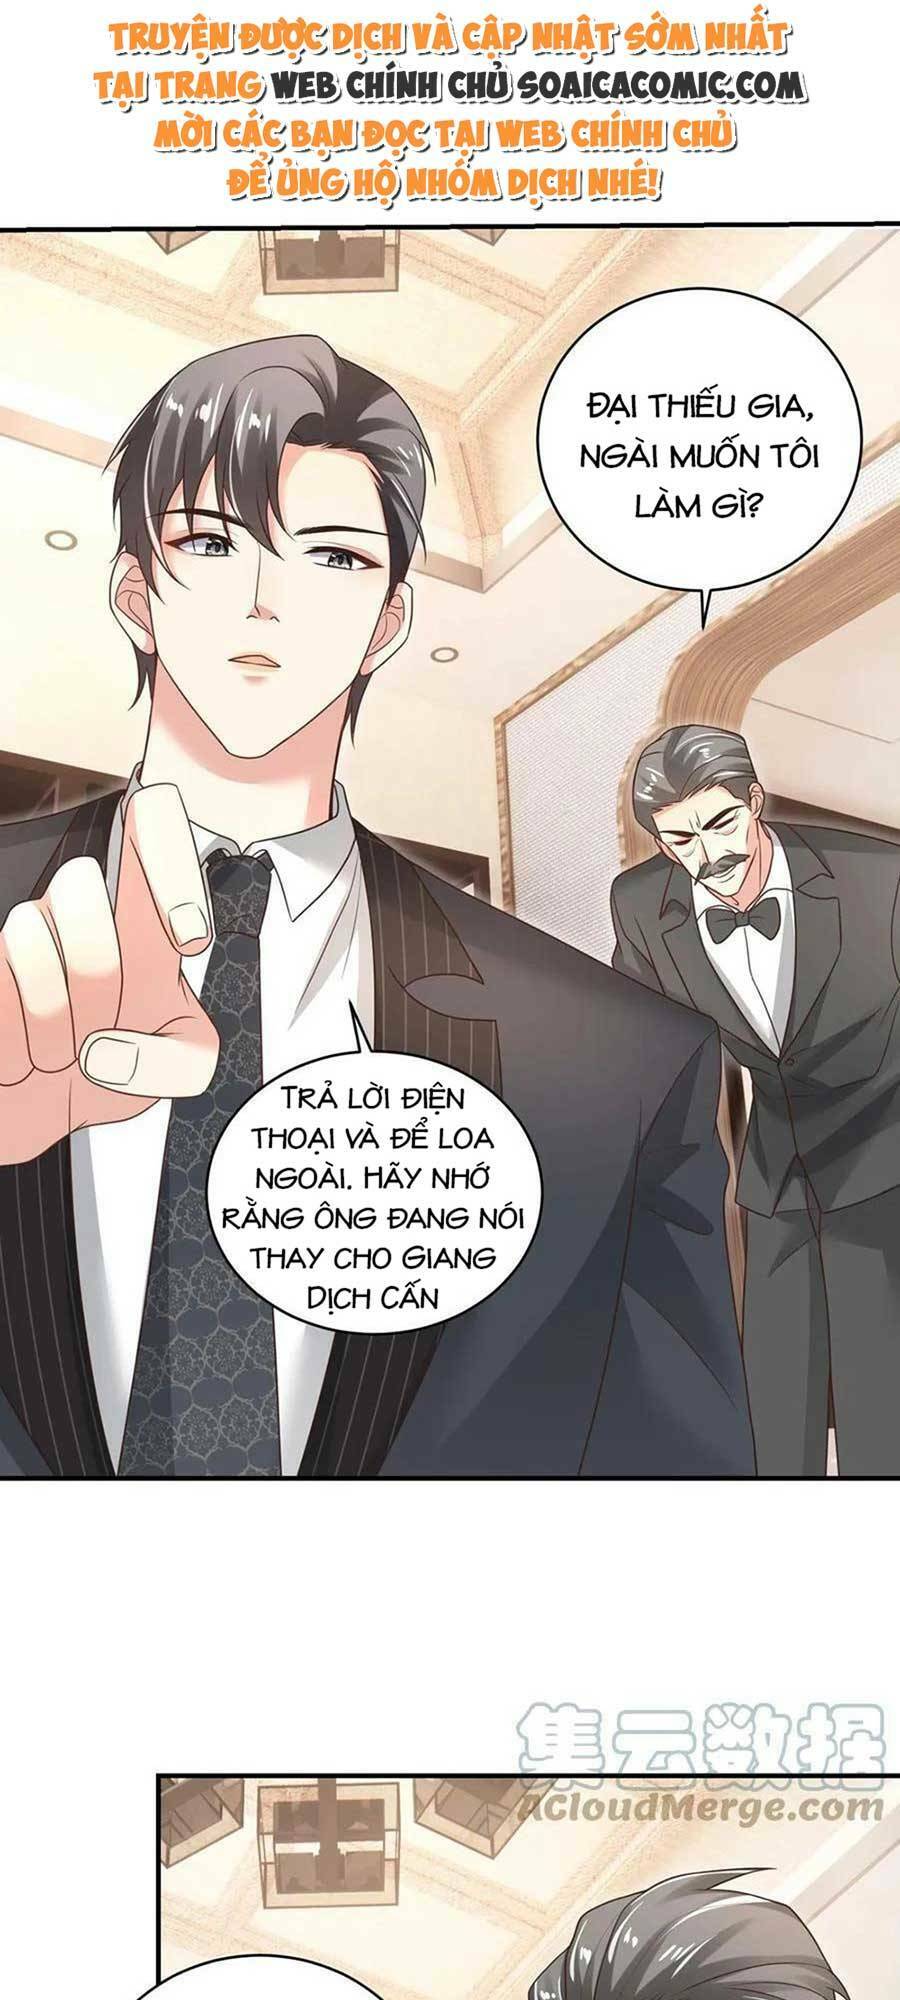 TRUYỆN ĐƯỢC DỊCH VÀ CẬP NHẬT SỚM NHẤT
TẠI TRANG WEB CHÍNH CHỦ SOAICACOMIC.COM
MỜI CÁC BẠN ĐỌC TẠI WEB CHÍNH CHỦ
ĐỂ ỦNG HỘ NHÓM DỊCH NHÉ!
ĐẠI THIẾU GIA,
NGÀI MUỐN TÔI
LÀM GÌ?
TRẢ LỜI ĐIỆN
THOẠI VÀ ĐỂ LOA
NGOÀI. HÃY NHỚ
RẰNG ÔNG ĐANG NÓI
THAY CHO GIANG
DỊCH CẤN
集云数据
ACloudMerge.com